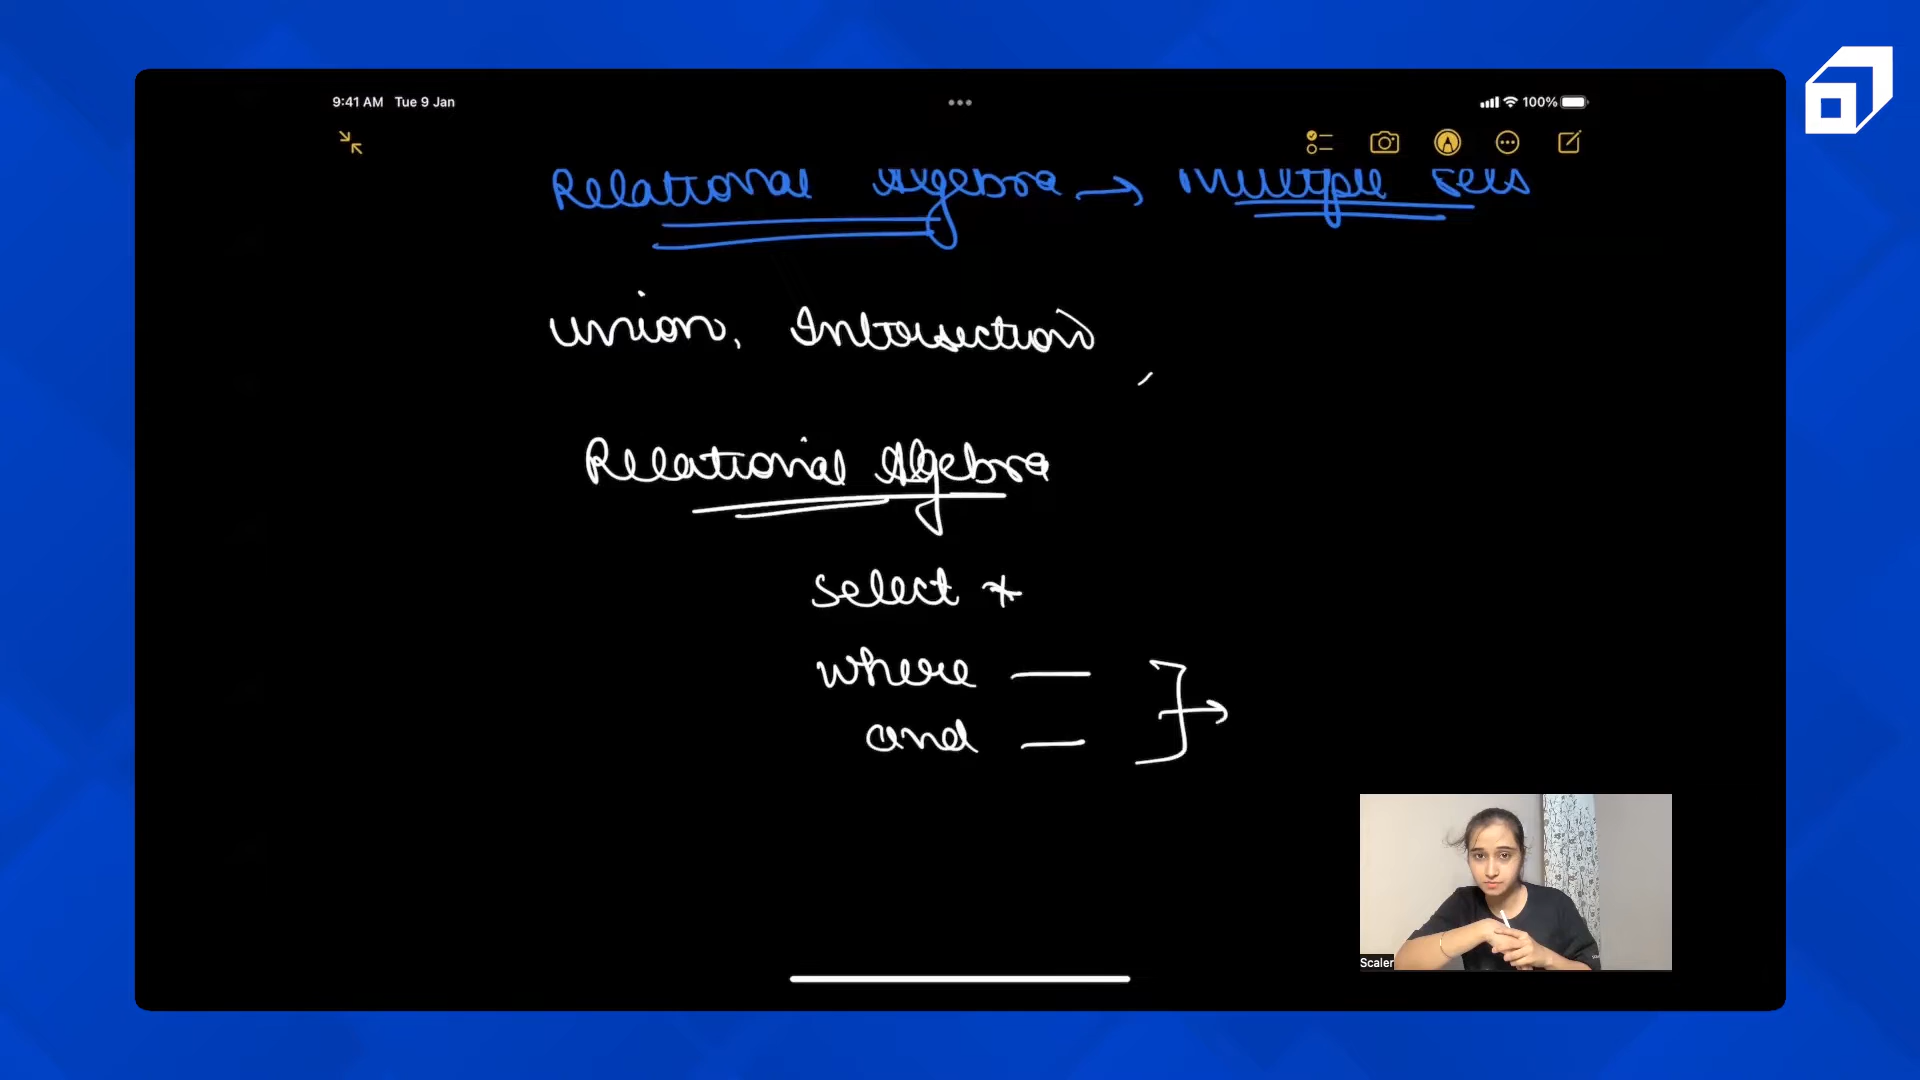 9:41 AM Tue 9 Jan
100%
Relational Algebra → Multiple sets
union, Intersection,
Relational Algebra
select *
where —
and —
Scaler